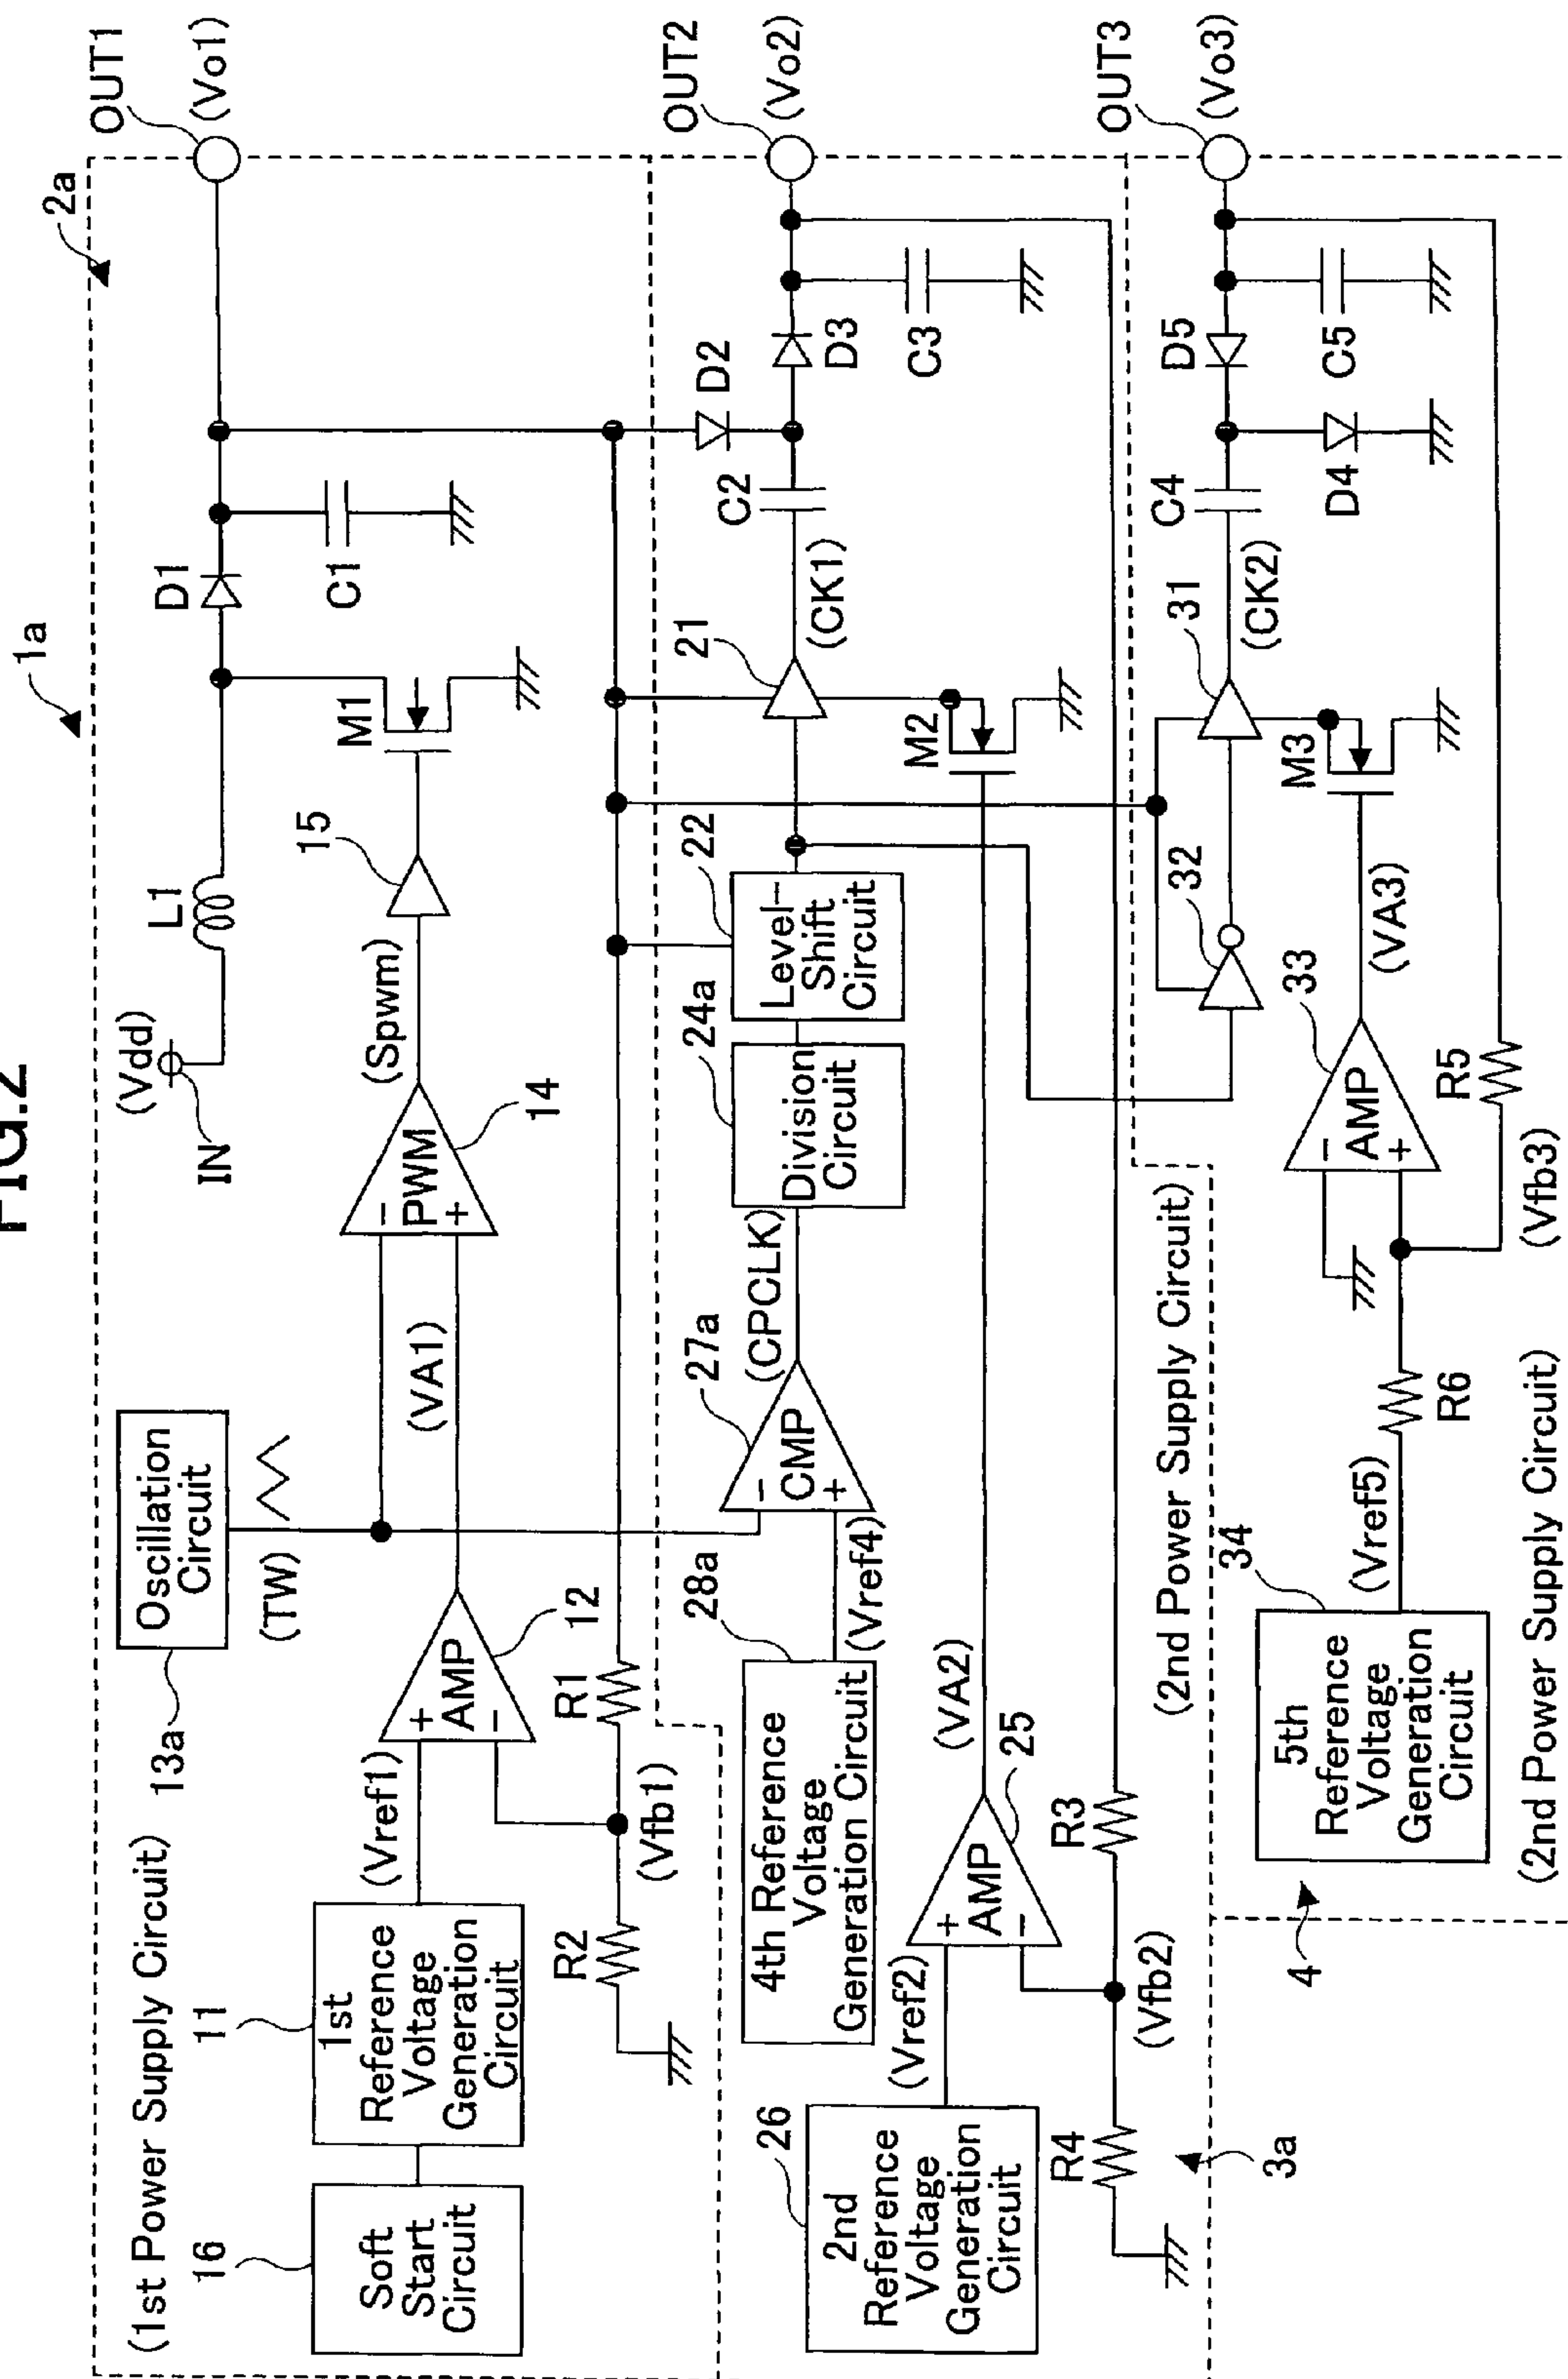 FIG.2
1a
2a
(1st Power Supply Circuit)
16
Soft
Start
Circuit
11
1st
Reference
Voltage
Generation
Circuit
(Vref1)
AMP
+
−
12
(VA1)
13a
Oscillation
Circuit
(TW)
−
PWM
+
14
(Spwm)
15
(Vdd)
IN
L1
D1
M1
C1
OUT1
(Vo1)
R2
(Vfb1)
R1
26
2nd
Reference
Voltage
Generation
Circuit
(Vref2)
+
AMP
−
25
(VA2)
28a
4th Reference
Voltage
Generation Circuit
(Vref4)
−
CMP
+
27a
(CPCLK)
24a
Division
Circuit
22
Level-
Shift
Circuit
21
(CK1)
M2
C2
D2
D3
C3
OUT2
(Vo2)
R4
(Vfb2)
R3
3a
(2nd Power Supply Circuit)
4
34
5th
Reference
Voltage
Generation
Circuit
(Vref5)
R6
(Vfb3)
R5
−
AMP
+
33
(VA3)
32
31
(CK2)
M3
C4
D4
D5
C5
OUT3
(Vo3)
(2nd Power Supply Circuit)